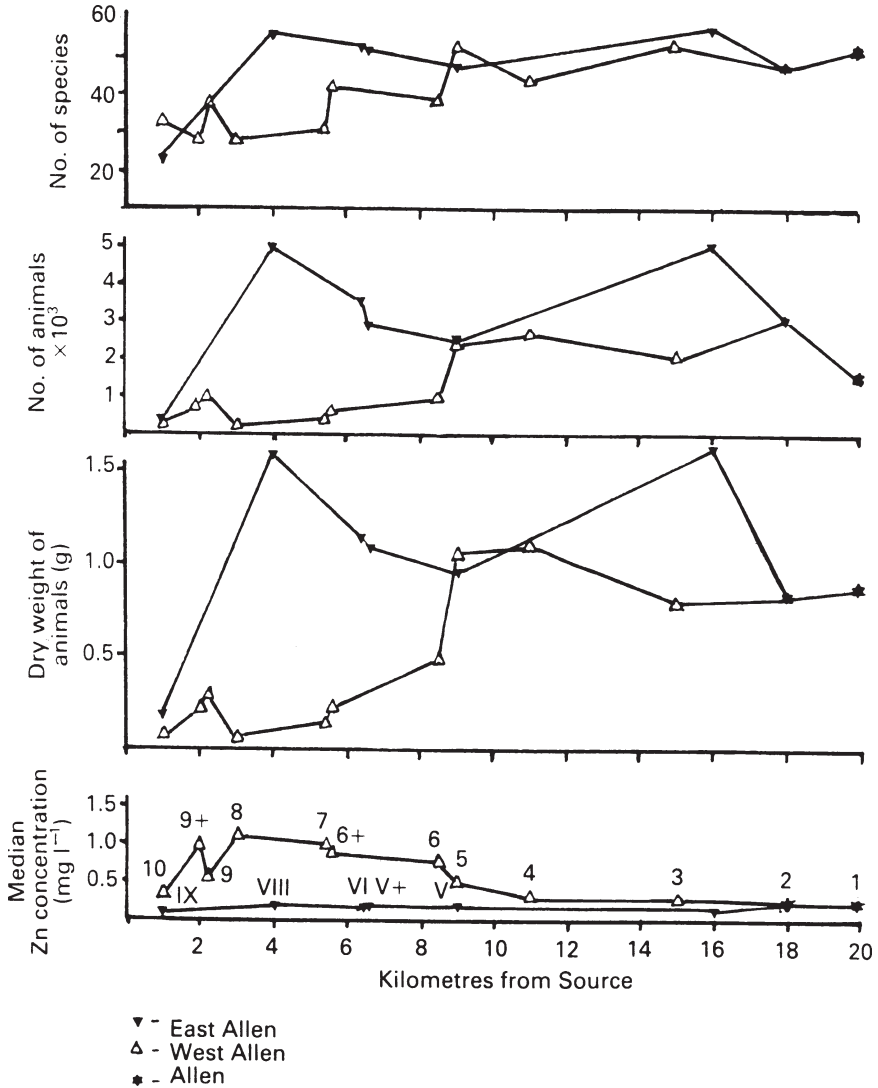 No. of species
60
40
20
No. of animals
×10³
5
4
3
2
1
Dry weight of
animals (g)
1.5
1.0
0.5
Median
Zn concentration
(mg l⁻¹)
1.5
1.0
0.5
10
9+
9
8
7
6+
6
5
4
3
2
1
IX
VIII
VI V+
V
2 4 6 8 10 12 14 16 18 20
Kilometres from Source
East Allen
West Allen
Allen